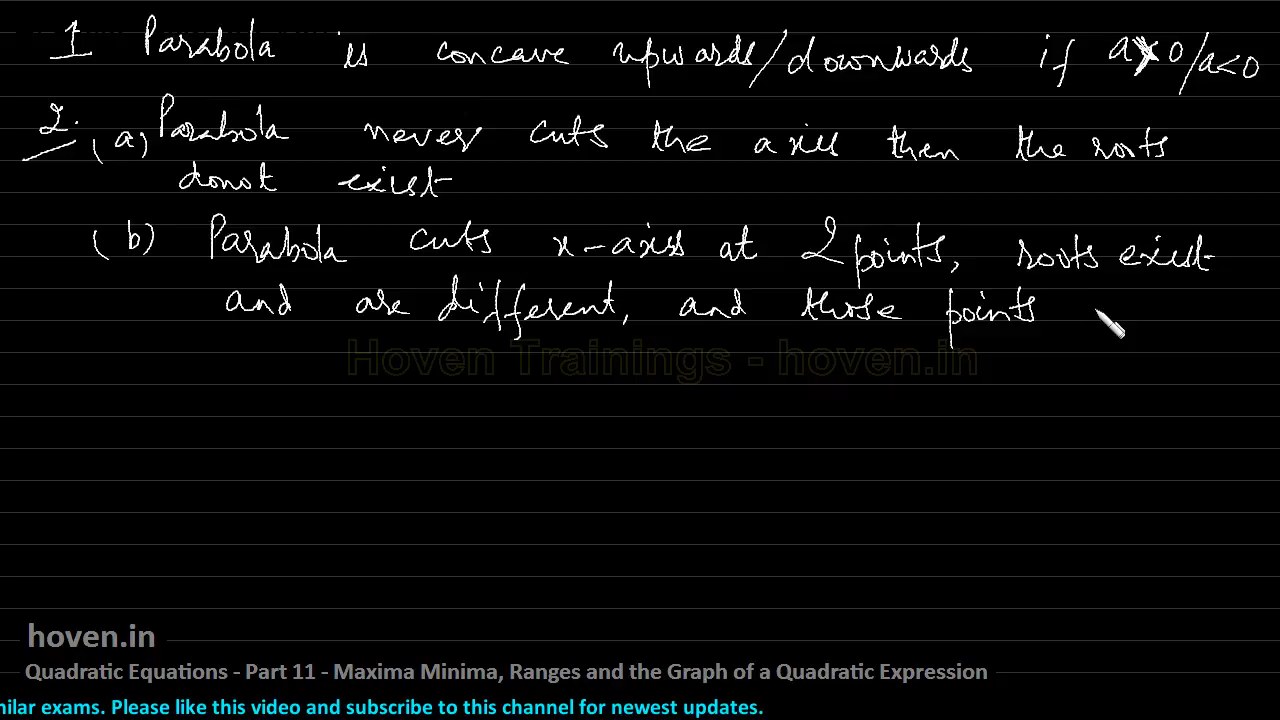 1 Parabola is concave upwards/downwards if a>0/a<0
2. (a) Parabola never cuts the axis then the roots
donot exist
(b) Parabola cuts x-axis at 2 points, roots exist
and are different, and those points
Hoven Trainings - hoven.in
hoven.in
Quadratic Equations - Part 11 - Maxima Minima, Ranges and the Graph of a Quadratic Expression
nilar exams. Please like this video and subscribe to this channel for newest updates.